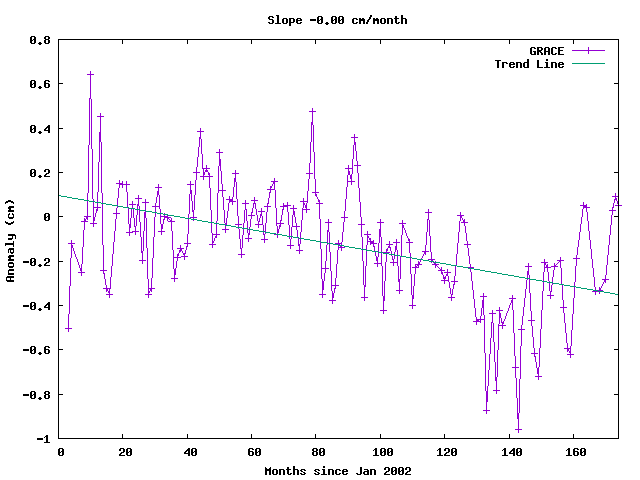 Slope -0.00 cm/month
GRACE
Trend Line
0.8
0.6
0.4
0.2
0
-0.2
-0.4
-0.6
-0.8
-1
Anomaly (cm)
0 20 40 60 80 100 120 140 160
Months since Jan 2002